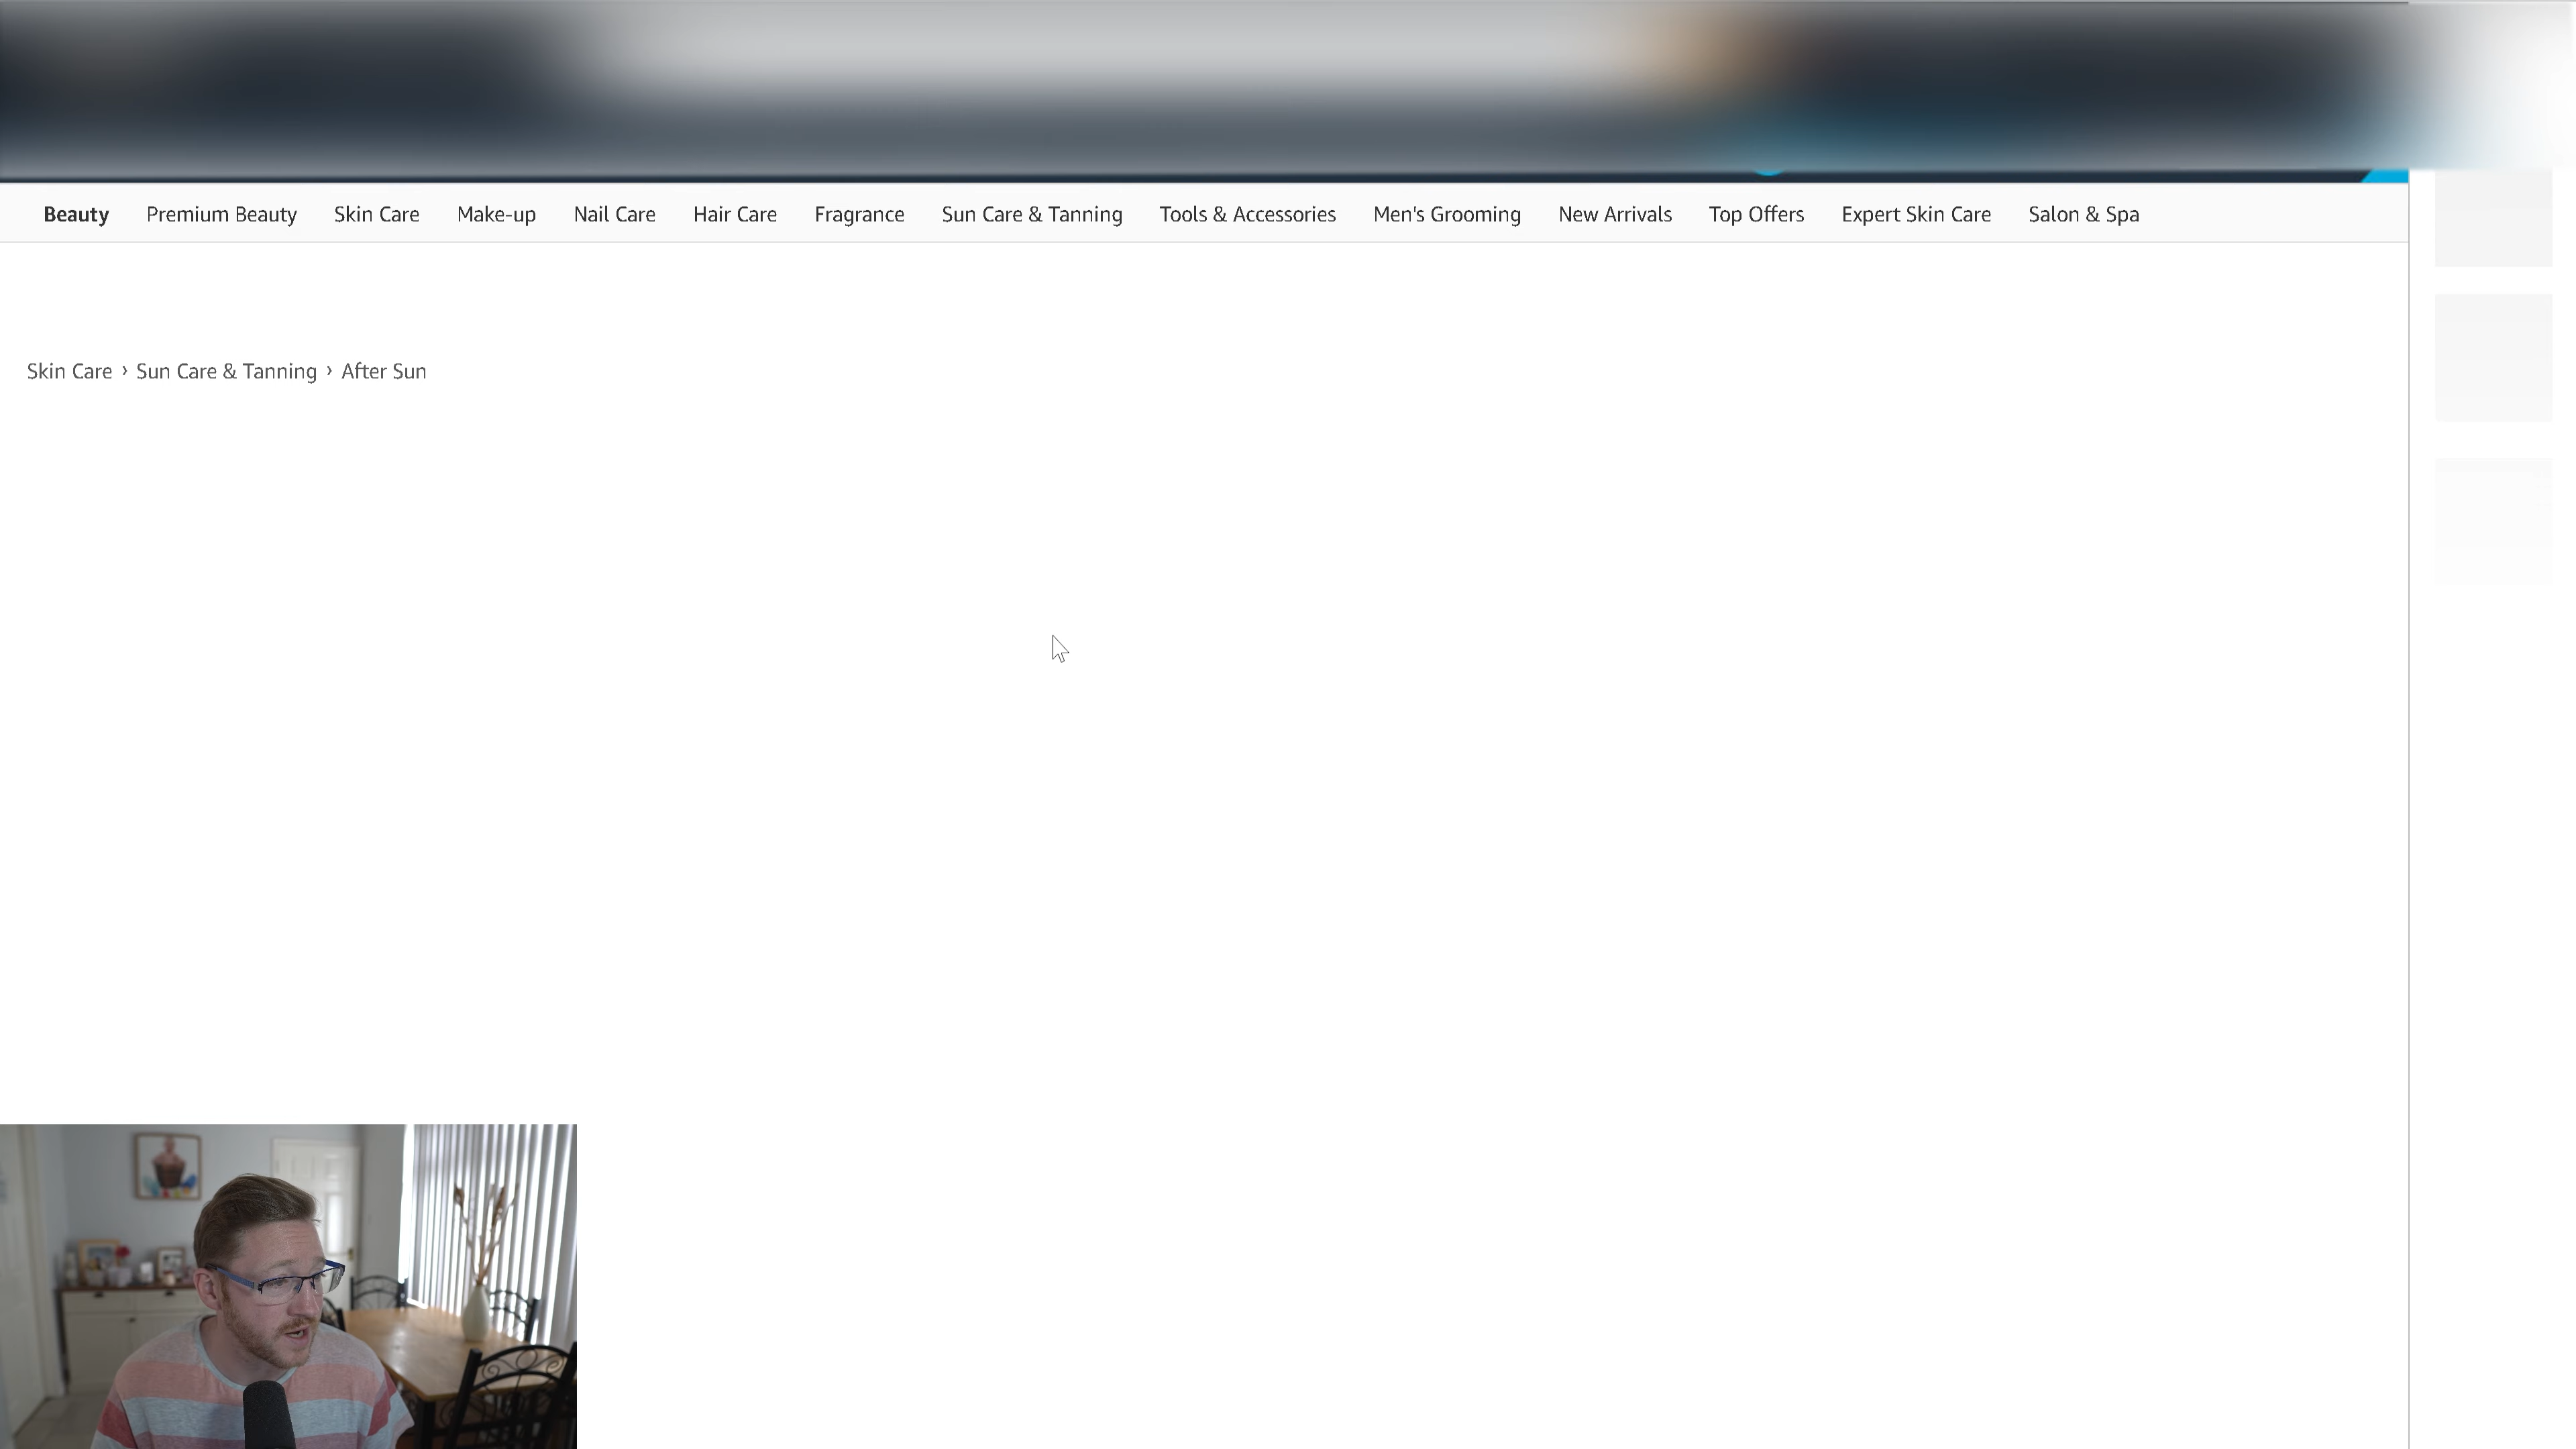 Beauty Premium Beauty Skin Care Make-up Nail Care Hair Care Fragrance Sun Care & Tanning Tools & Accessories Men's Grooming New Arrivals Top Offers Expert Skin Care Salon & Spa
Skin Care › Sun Care & Tanning › After Sun